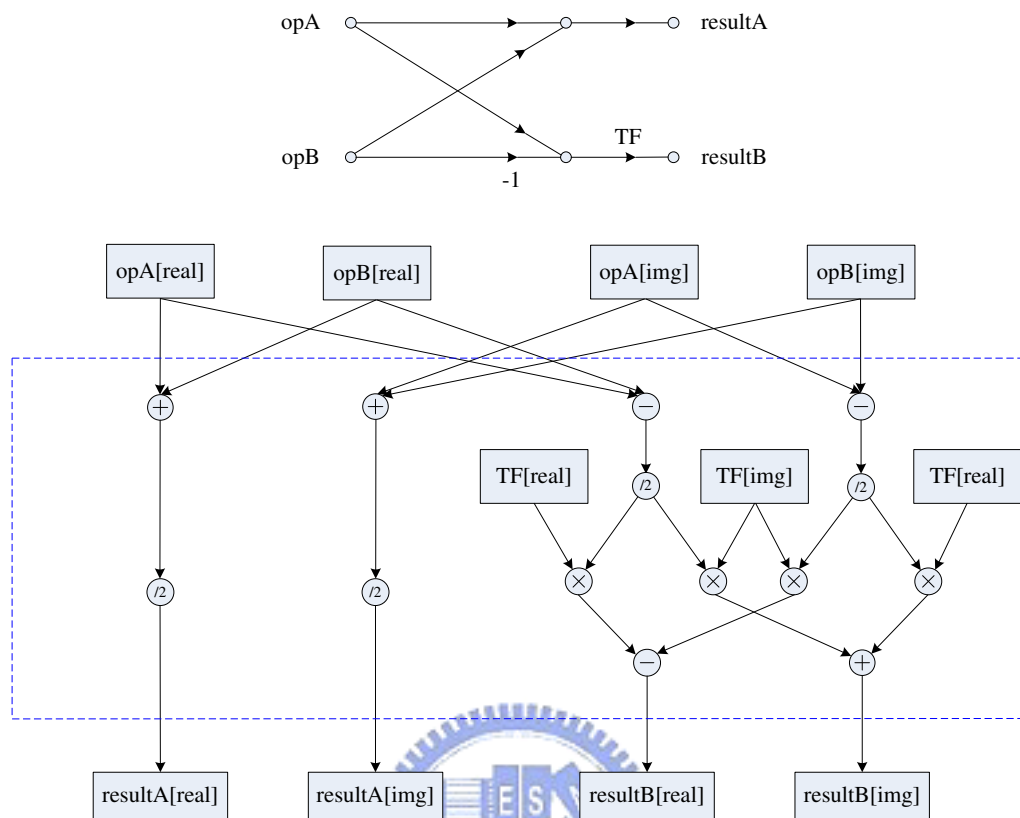 opA
resultA
TF
opB
resultB
-1
opA[real]
opB[real]
opA[img]
opB[img]
+
+
−
−
TF[real]
/2
TF[img]
/2
TF[real]
×
×
×
×
/2
/2
−
+
E S
resultA[real]
resultA[img]
resultB[real]
resultB[img]